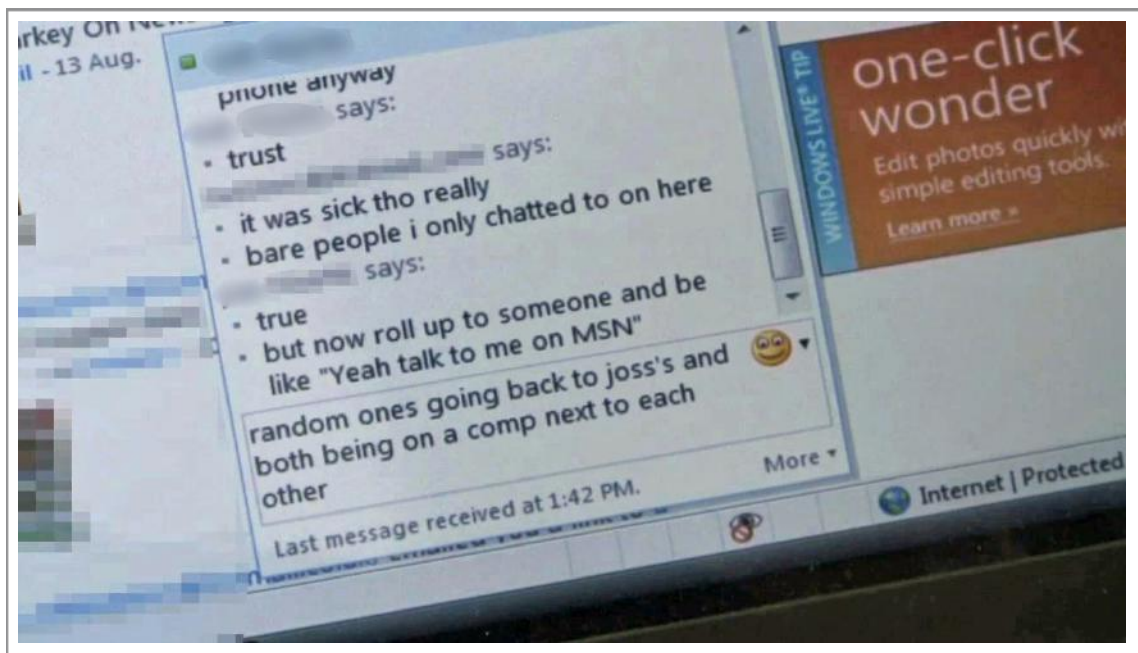 On
- 13 Aug.
phone anyway
says:
trust
says:
it was sick tho really
bare people i only chatted to on here
says:
true
but now roll up to someone and be
like "Yeah talk to me on MSN"
random ones going back to joss's and
both being on a comp next to each
other
Last message received at 1:42 PM.
More
WINDOWS LIVE® TIP
one-click
wonder
Edit photos quickly
simple editing tools.
Learn more »
Internet | Protected